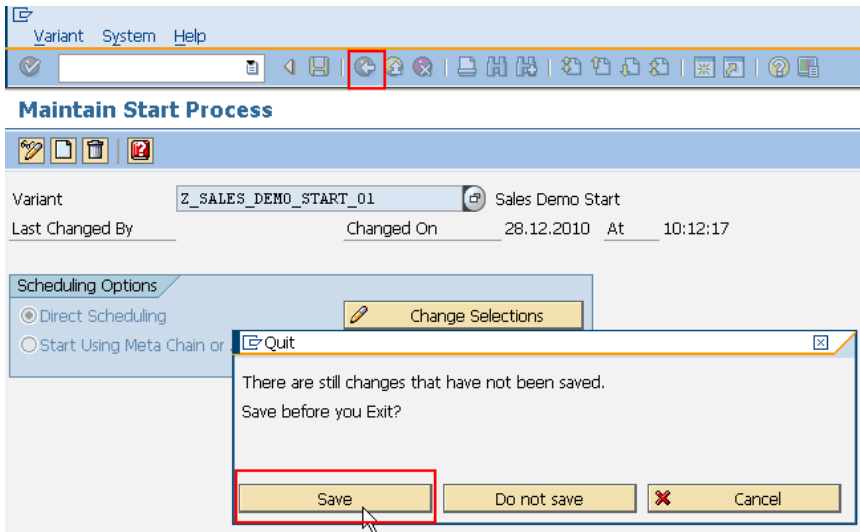 Variant System Help
Maintain Start Process
Variant Z_SALES_DEMO_START_01 Sales Demo Start
Last Changed By Changed On 28.12.2010 At 10:12:17
Scheduling Options
Direct Scheduling Change Selections
Start Using Meta Chain or
Quit
There are still changes that have not been saved.
Save before you Exit?
Save Do not save Cancel